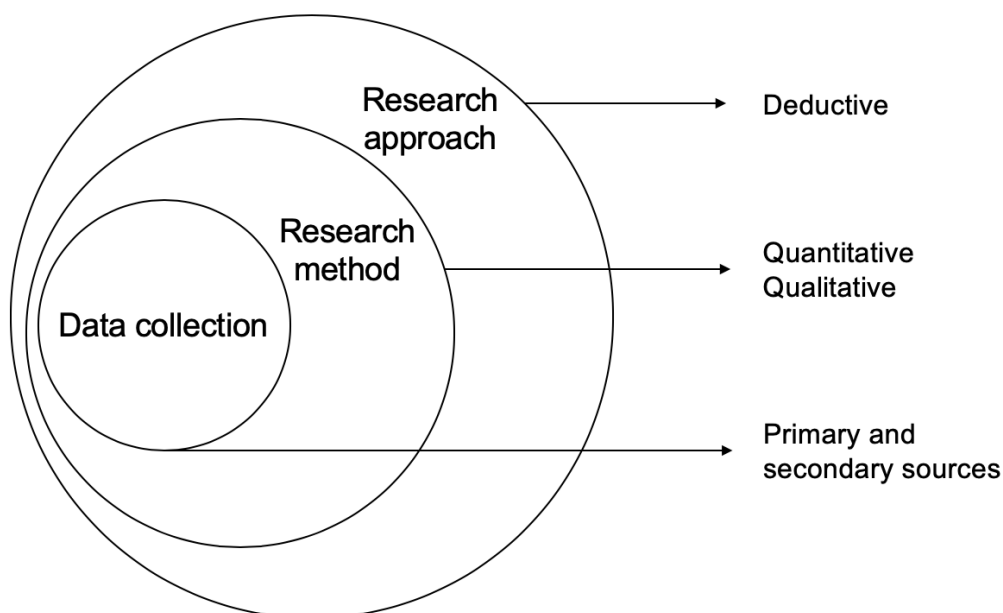 Research
approach
Deductive
Research
method
Quantitative
Qualitative
Data collection
Primary and
secondary sources